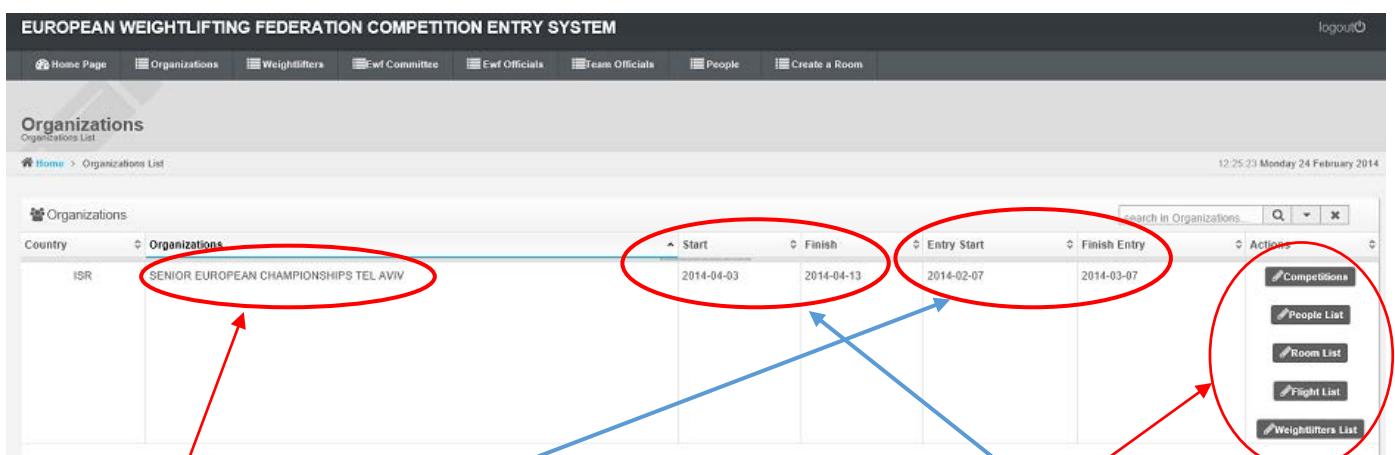 EUROPEAN WEIGHTLIFTING FEDERATION COMPETITION ENTRY SYSTEM logout
Home Page Organizations Weightlifters Ewf Committee Ewf Officials Team Officials People Create a Room
Organizations
Organizations List
Home > Organizations List 12:25:23 Monday 24 February 2014
Organizations search in Organizations...
Country Organizations Start Finish Entry Start Finish Entry Actions
ISR SENIOR EUROPEAN CHAMPIONSHIPS TEL AVIV 2014-04-03 2014-04-13 2014-02-07 2014-03-07 Competitions
People List
Room List
Flight List
Weightlifters List